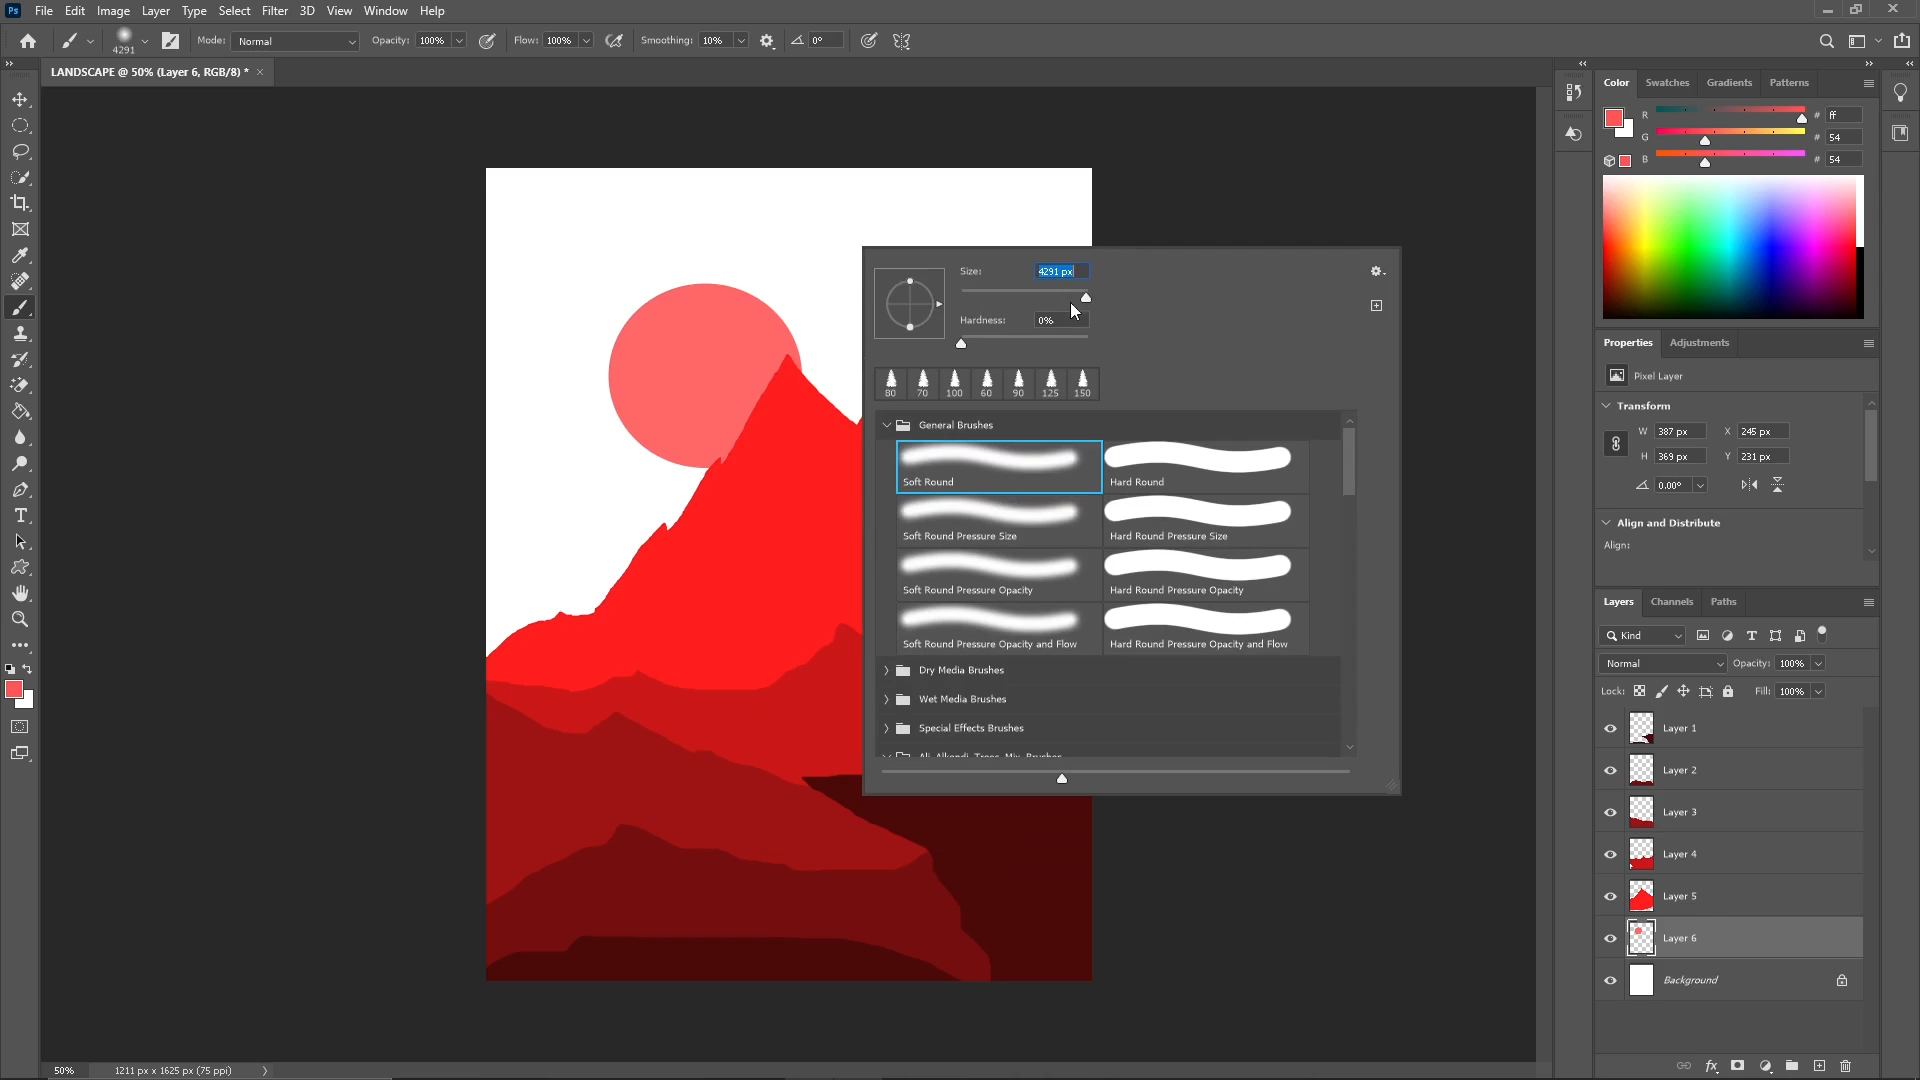 Ps File Edit Image Layer Type Select Filter 3D View Window Help
4291 Mode: Normal Opacity: 100% Flow: 100% Smoothing: 10% 0°
LANDSCAPE @ 50% (Layer 6, RGB/8) * ×
Color Swatches Gradients Patterns
R # ff
G # 54
B # 54
Size: 4291 px
Hardness: 0%
80 70 100 60 90 125 150
General Brushes
Soft Round Hard Round
Soft Round Pressure Size Hard Round Pressure Size
Soft Round Pressure Opacity Hard Round Pressure Opacity
Soft Round Pressure Opacity and Flow Hard Round Pressure Opacity and Flow
Dry Media Brushes
Wet Media Brushes
Special Effects Brushes
Properties Adjustments
Pixel Layer
Transform
W 387 px X 245 px
H 369 px Y 231 px
0.00°
Align and Distribute
Align:
Layers Channels Paths
Kind
Normal Opacity: 100%
Lock: Fill: 100%
Layer 1
Layer 2
Layer 3
Layer 4
Layer 5
Layer 6
Background
fx
50% 1211 px x 1625 px (75 ppi)